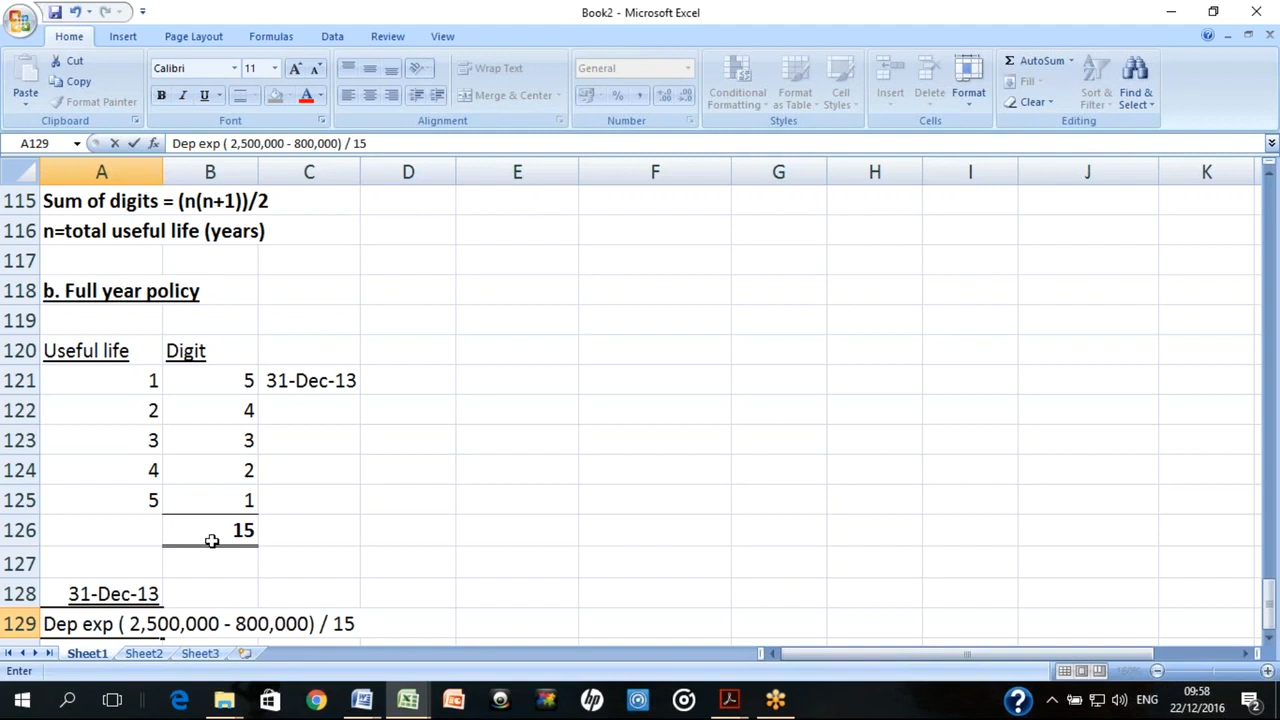 Book2 - Microsoft Excel
Home Insert Page Layout Formulas Data Review View
Paste
Cut
Copy
Format Painter
Clipboard
Calibri 11
B I U
Font
Wrap Text
Merge & Center
Alignment
General
Number
Conditional Formatting
Format as Table
Cell Styles
Styles
Insert Delete Format
Cells
Σ AutoSum
Fill
Clear
Sort & Filter
Find & Select
Editing
A129 fx Dep exp ( 2,500,000 - 800,000) / 15
A B C D E F G H I J K
115 Sum of digits = (n(n+1))/2
116 n=total useful life (years)
117
118 b. Full year policy
119
120 Useful life Digit
121 1 5 31-Dec-13
122 2 4
123 3 3
124 4 2
125 5 1
126 15
127
128 31-Dec-13
129 Dep exp ( 2,500,000 - 800,000) / 15
Sheet1 Sheet2 Sheet3
Enter
hp
ENG
09:58
22/12/2016
2